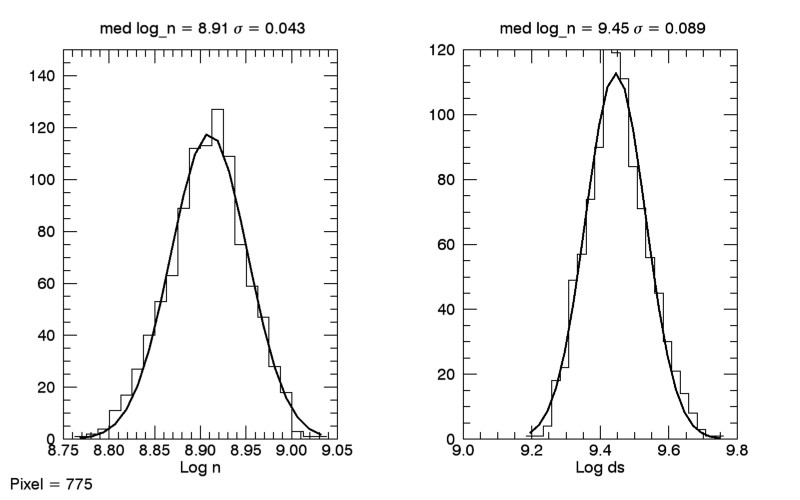 med log_n = 8.91 σ = 0.043
med log_n = 9.45 σ = 0.089
140
120
100
80
60
40
20
0
8.75 8.80 8.85 8.90 8.95 9.00 9.05
Log n
120
100
80
60
40
20
0
9.0 9.2 9.4 9.6 9.8
Log ds
Pixel = 775